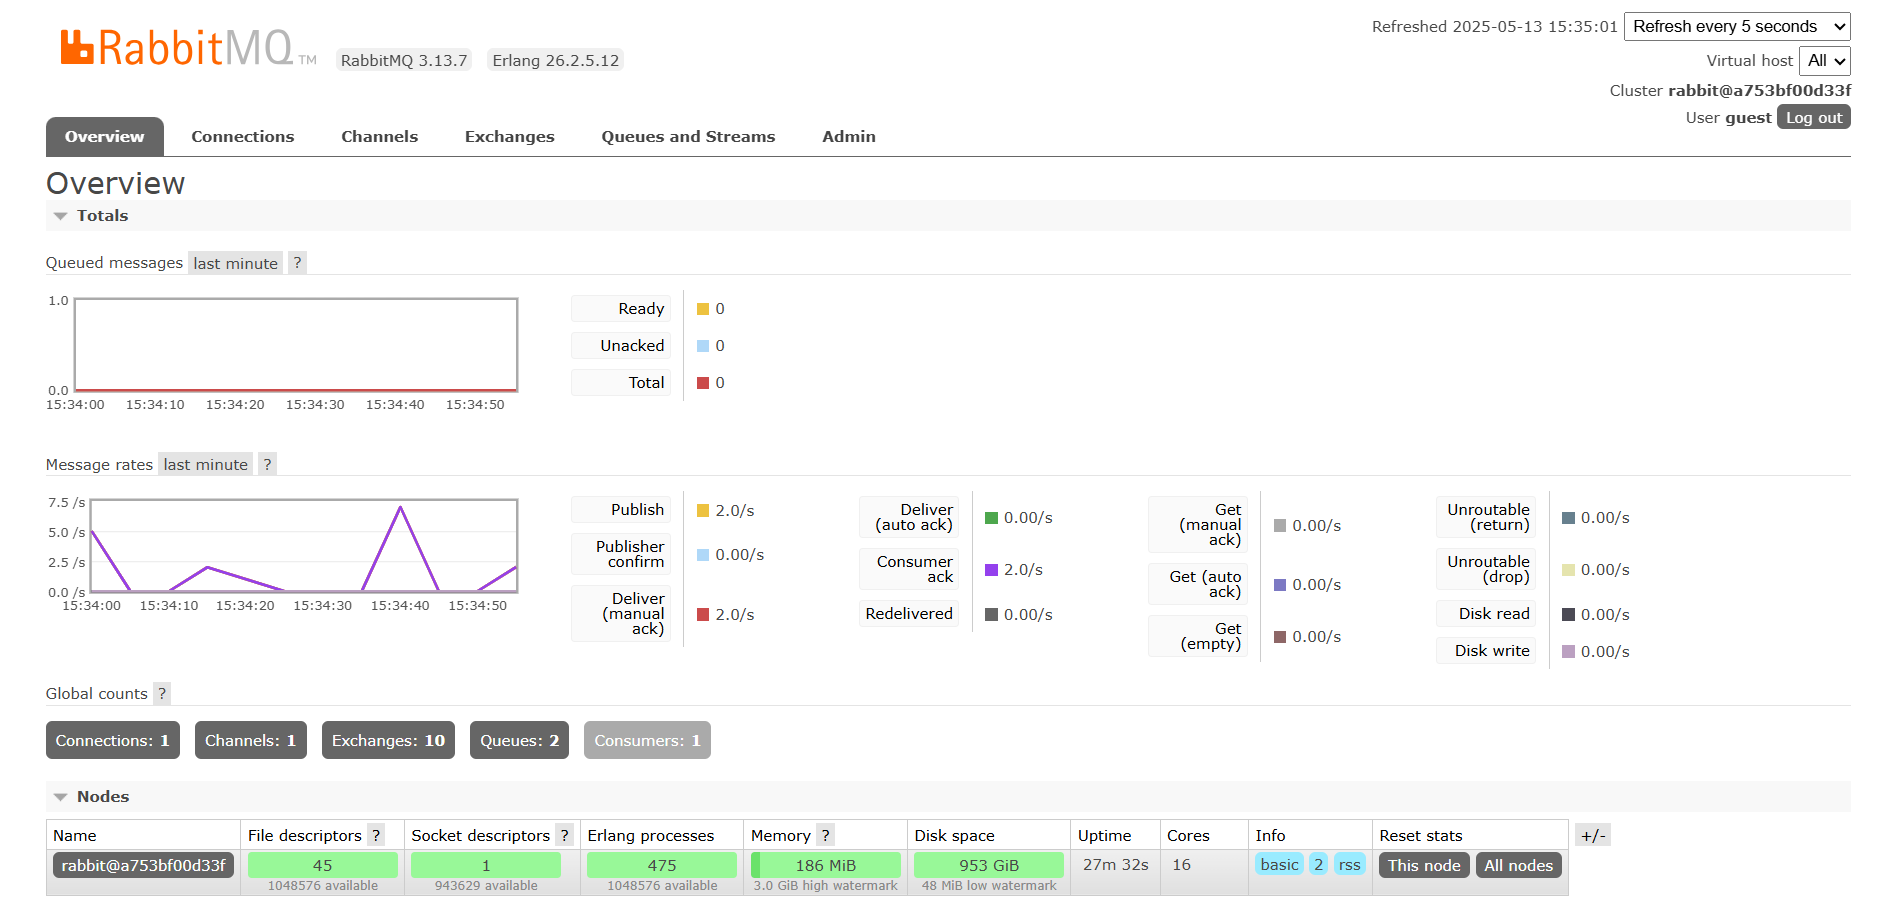 RabbitMQ TM
RabbitMQ 3.13.7 Erlang 26.2.5.12
Refreshed 2025-05-13 15:35:01 Refresh every 5 seconds
Virtual host All
Cluster rabbit@a753bf00d33f
User guest Log out
Overview Connections Channels Exchanges Queues and Streams Admin
Overview
Totals
Queued messages last minute ?
1.0
0.0
15:34:00 15:34:10 15:34:20 15:34:30 15:34:40 15:34:50
Ready 0
Unacked 0
Total 0
Message rates last minute ?
7.5 /s
5.0 /s
2.5 /s
0.0 /s
15:34:00 15:34:10 15:34:20 15:34:30 15:34:40 15:34:50
Publish 2.0/s
Publisher
confirm 0.00/s
Deliver
(manual
ack) 2.0/s
Deliver
(auto ack) 0.00/s
Consumer
ack 2.0/s
Redelivered 0.00/s
Get
(manual
ack) 0.00/s
Get (auto
ack) 0.00/s
Get
(empty) 0.00/s
Unroutable
(return) 0.00/s
Unroutable
(drop) 0.00/s
Disk read 0.00/s
Disk write 0.00/s
Global counts ?
Connections: 1 Channels: 1 Exchanges: 10 Queues: 2 Consumers: 1
Nodes
Name File descriptors ? Socket descriptors ? Erlang processes Memory ? Disk space Uptime Cores Info Reset stats +/-
rabbit@a753bf00d33f 45 1 475 186 MiB 953 GiB 27m 32s 16 basic 2 rss This node All nodes
1048576 available 943629 available 1048576 available 3.0 GiB high watermark 48 MiB low watermark